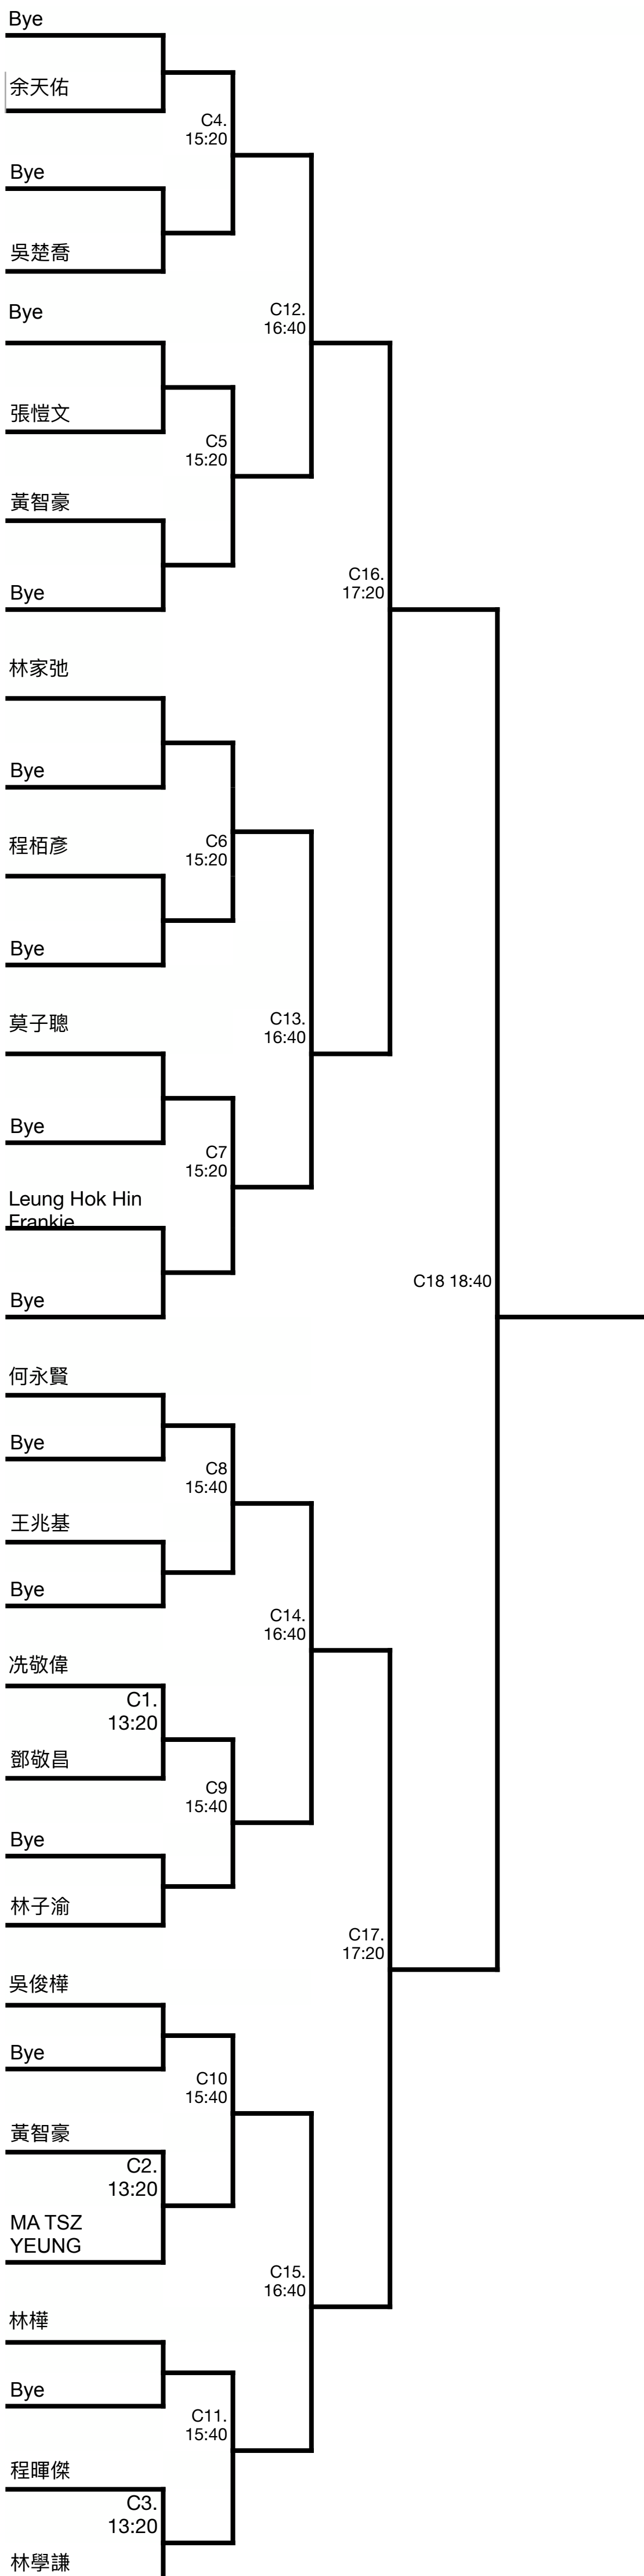 Bye
余天佑
C4.
15:20
Bye
吳楚喬
Bye
C12.
16:40
張愷文
C5
15:20
黃智豪
Bye
C16.
17:20
林家弛
Bye
程栢彥
C6
15:20
Bye
莫子聰
C13.
16:40
Bye
C7
15:20
Leung Hok Hin
Frankie
Bye
C18 18:40
何永賢
Bye
C8
15:40
王兆基
Bye
C14.
16:40
冼敬偉
C1.
13:20
鄧敬昌
C9
15:40
Bye
林子渝
C17.
17:20
吳俊樺
Bye
C10
15:40
黃智豪
C2.
13:20
MA TSZ
YEUNG
C15.
16:40
林樺
Bye
C11.
15:40
程暉傑
C3.
13:20
林學謙